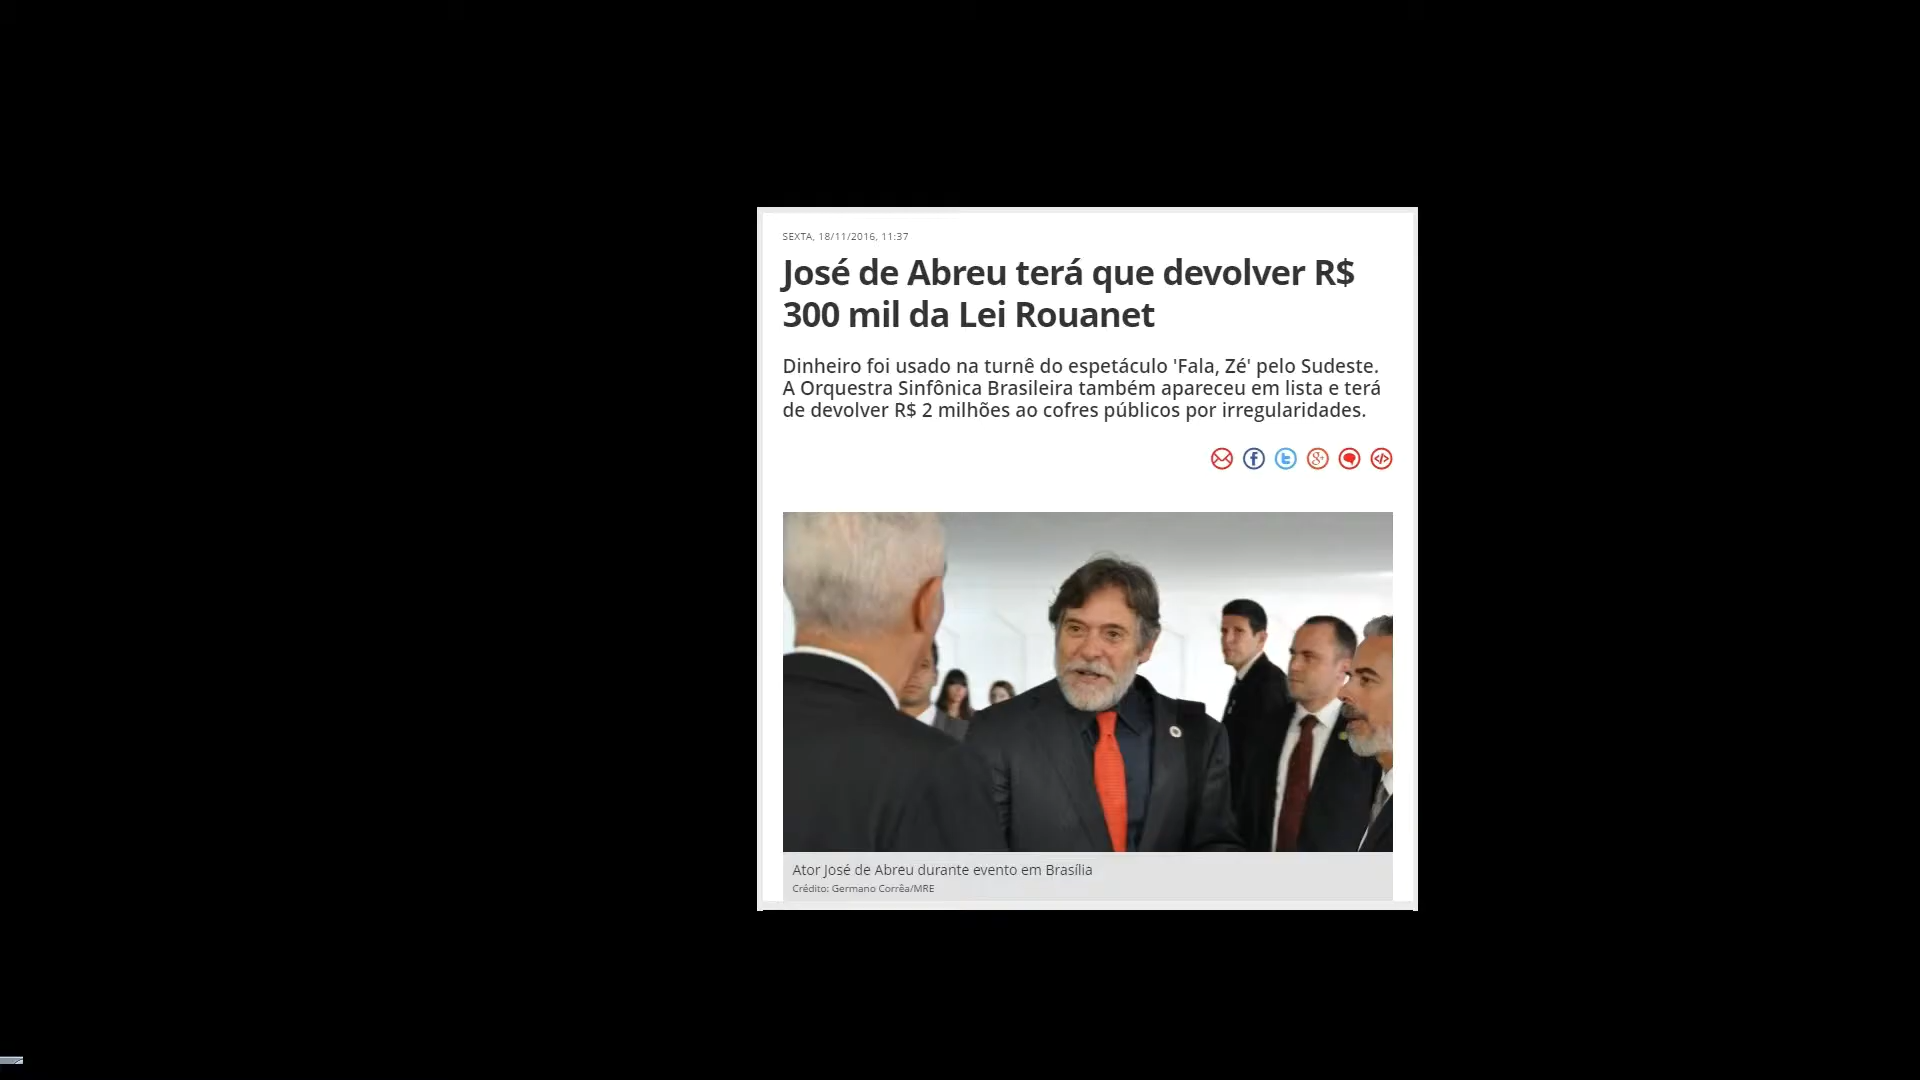 SEXTA, 18/11/2016, 11:37
José de Abreu terá que devolver R$
300 mil da Lei Rouanet
Dinheiro foi usado na turnê do espetáculo 'Fala, Zé' pelo Sudeste.
A Orquestra Sinfônica Brasileira também apareceu em lista e terá
de devolver R$ 2 milhões ao cofres públicos por irregularidades.
Ator José de Abreu durante evento em Brasília
Crédito: Germano Corrêa/MRE